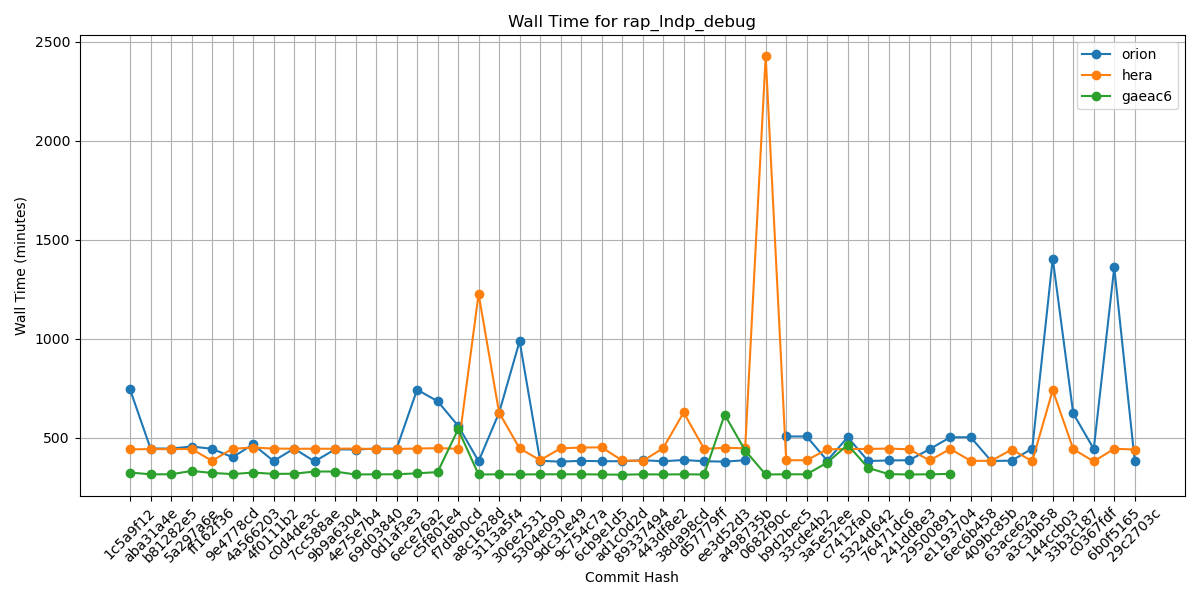 Wall Time for rap_lndp_debug
orion
hera
gaeac6
Wall Time (minutes)
2500
2000
1500
1000
500
1c5a9f12
aba331a4e
b81282e5
5a2971a6e
ff162f36
9e4778cd
4a566203
4f0111b2
c0d4de3c
7cc588ae
9b9a6304
4e75e7b4
69d03840
0d1af3e3
6ece76a2
c5f801e4
f7d8b0cd
a8c1628d
3113a5f4
306e2531
5304e090
9dc31e49
9c754c7a
6cb9e1d5
ad1c0d2d
89337494
443df8e2
38da98cd
d57779ff
ee3d52d3
a498735b
0682f90c
b9d2bec5
33cde4b2
3a5e52ee
c7412fa0
5324d642
76471dc6
241dd8e3
29500891
e1193704
6ec6b458
409bc85b
63ace62a
a3c3bb58
144ccb03
33b3c187
c0367fdf
6b0f5165
29c2703c
Commit Hash